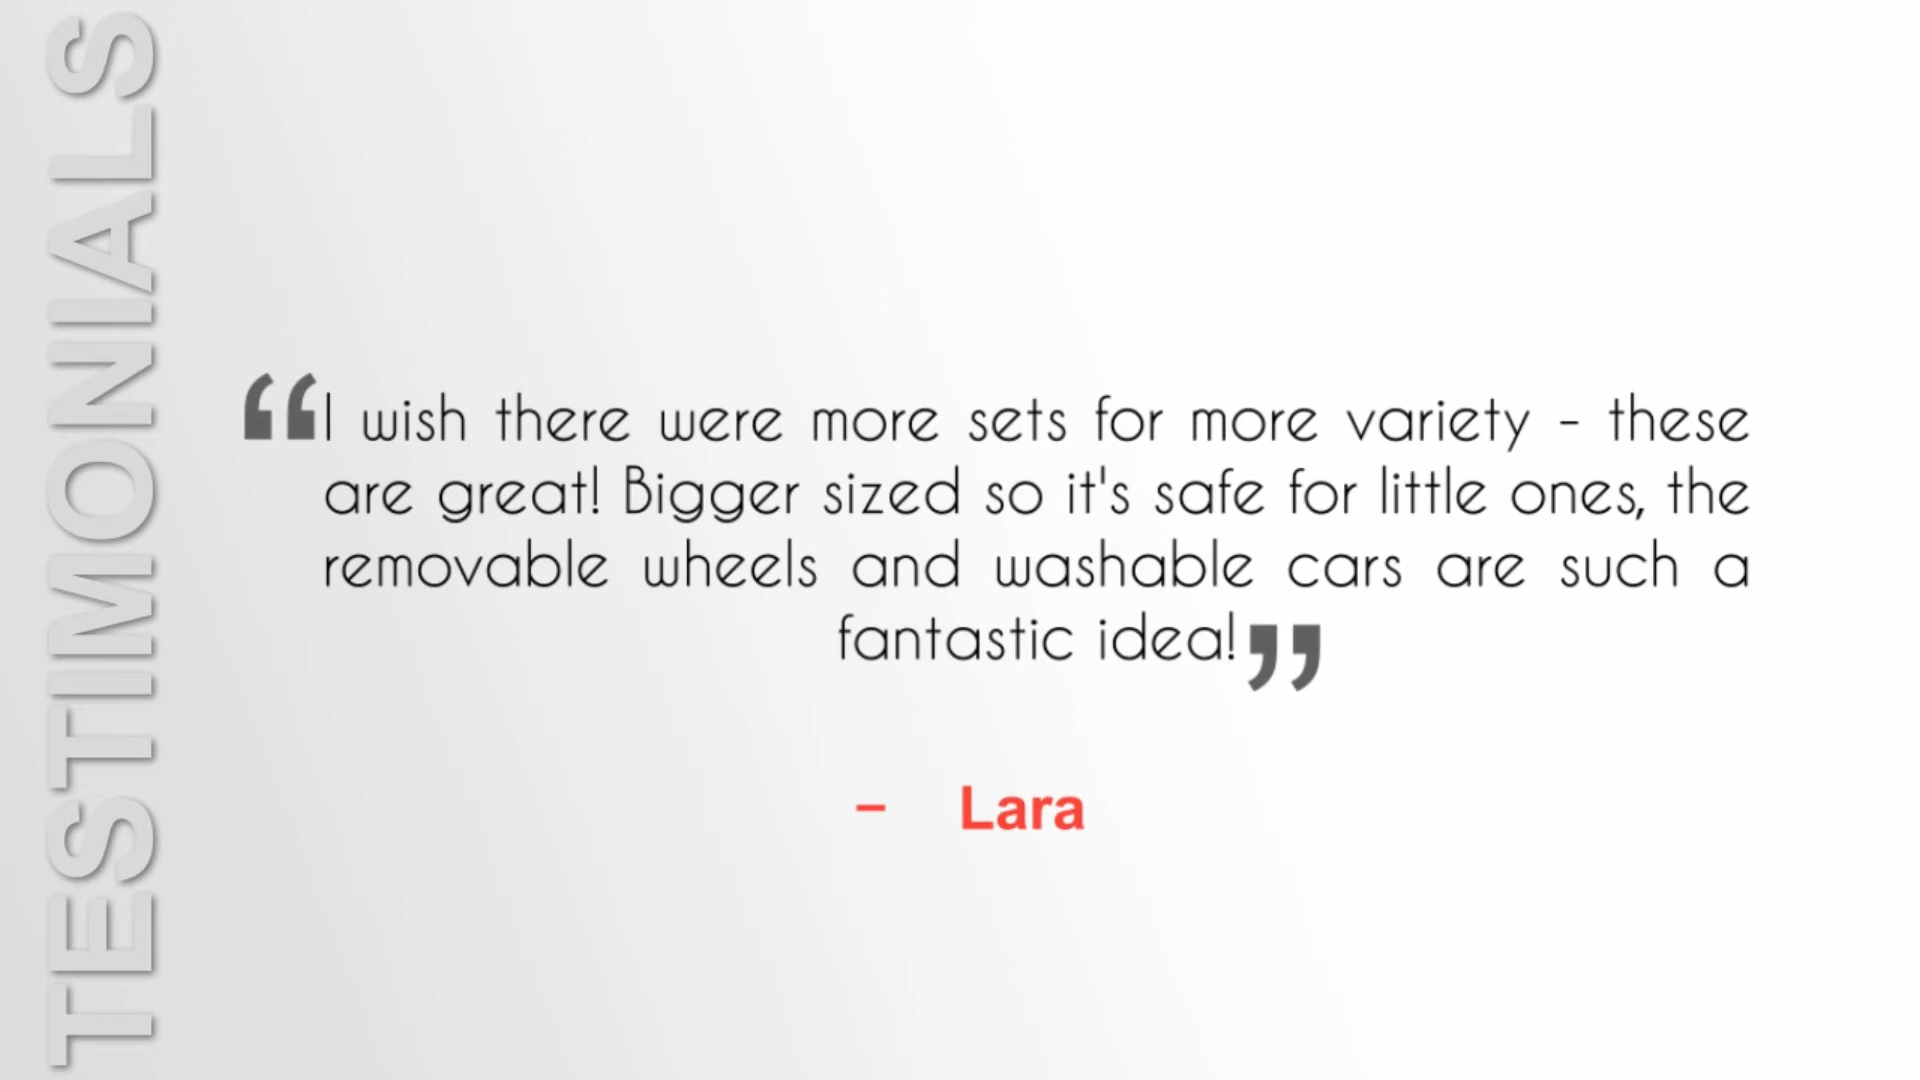 TESTIMONIALS
“I wish there were more sets for more variety - these
are great! Bigger sized so it's safe for little ones, the
removable wheels and washable cars are such a
fantastic idea!”
– Lara